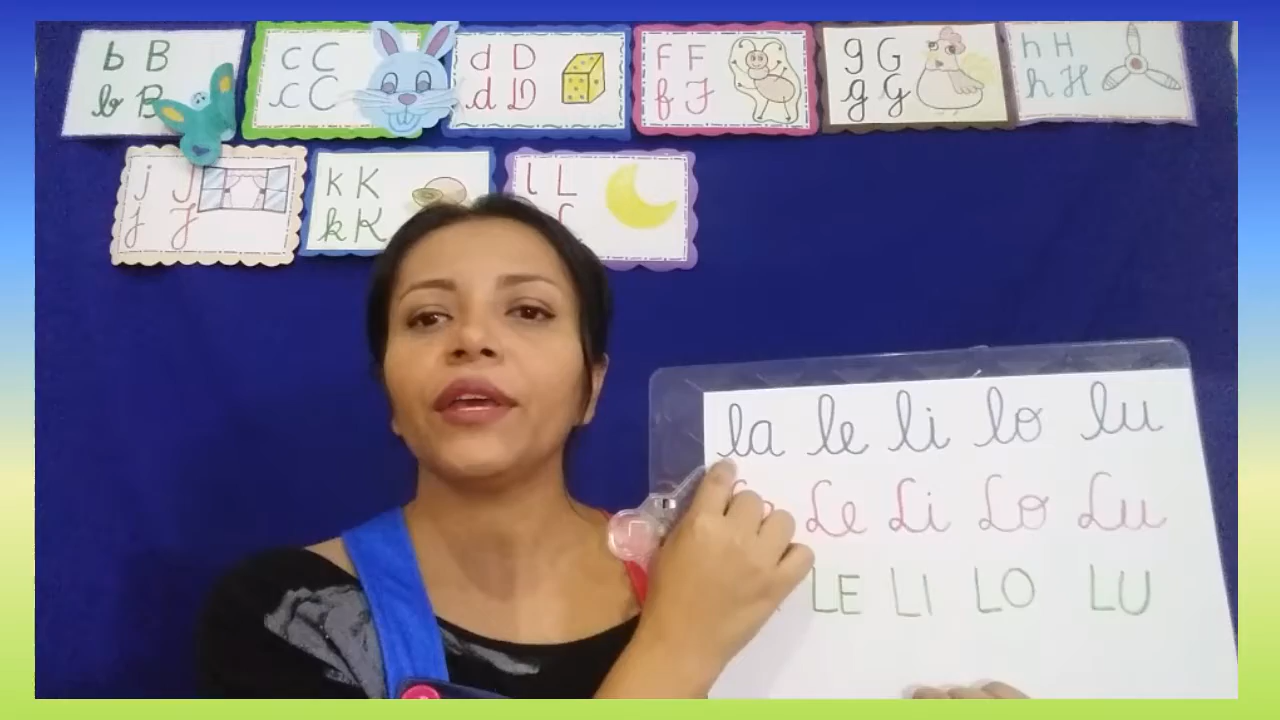 b B c C d D F F g G h H
b B c C d D f F g G h H
j J k K l L
j J k K
la le li lo lu
Le Li Lo Lu
LE LI LO LU